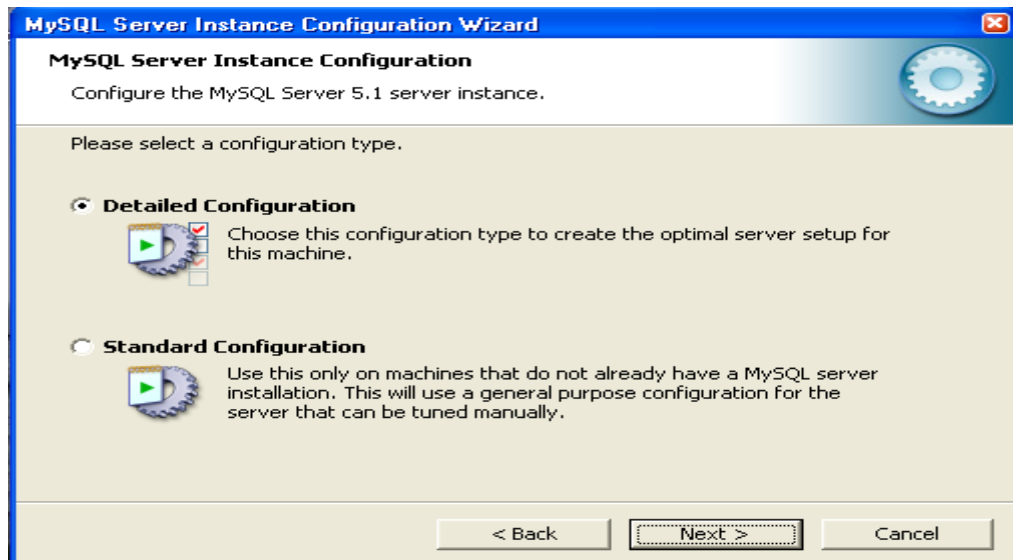 MySQL Server Instance Configuration Wizard
MySQL Server Instance Configuration
Configure the MySQL Server 5.1 server instance.
Please select a configuration type.
Detailed Configuration
Choose this configuration type to create the optimal server setup for
this machine.
Standard Configuration
Use this only on machines that do not already have a MySQL server
installation. This will use a general purpose configuration for the
server that can be tuned manually.
< Back
Next >
Cancel